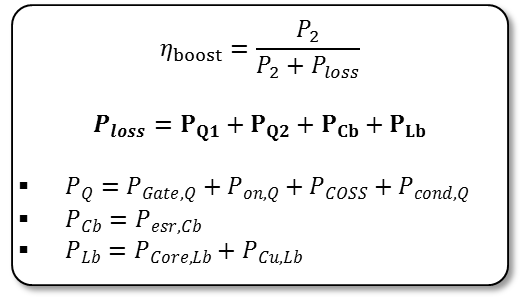 η_boost = P_2 / (P_2 + P_loss)
P_loss = P_Q1 + P_Q2 + P_Cb + P_Lb
▪ P_Q = P_Gate,Q + P_on,Q + P_COSS + P_cond,Q
▪ P_Cb = P_esr,Cb
▪ P_Lb = P_Core,Lb + P_Cu,Lb